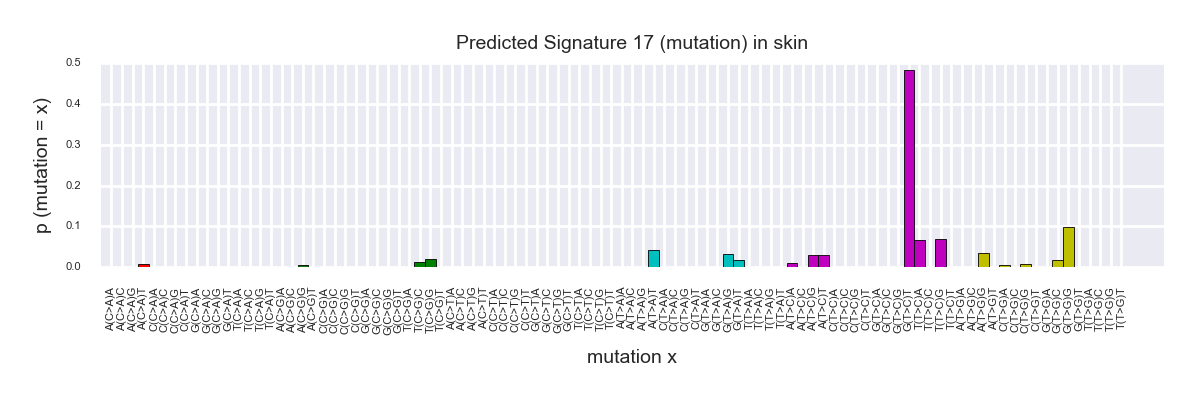 Predicted Signature 17 (mutation) in skin
0.5
0.4
0.3
0.2
0.1
0.0
p (mutation = x)
A(C>A)A
A(C>A)C
A(C>A)G
A(C>A)T
C(C>A)A
C(C>A)C
C(C>A)G
C(C>A)T
G(C>A)A
G(C>A)C
G(C>A)G
G(C>A)T
T(C>A)A
T(C>A)C
T(C>A)G
T(C>A)T
A(C>G)A
A(C>G)C
A(C>G)G
A(C>G)T
C(C>G)A
C(C>G)C
C(C>G)G
C(C>G)T
G(C>G)A
G(C>G)C
G(C>G)G
G(C>G)T
T(C>G)A
T(C>G)C
T(C>G)G
T(C>G)T
A(C>T)A
A(C>T)C
A(C>T)G
A(C>T)T
C(C>T)A
C(C>T)C
C(C>T)G
C(C>T)T
G(C>T)A
G(C>T)C
G(C>T)G
G(C>T)T
T(C>T)A
T(C>T)C
T(C>T)G
T(C>T)T
A(T>A)A
A(T>A)C
A(T>A)G
A(T>A)T
C(T>A)A
C(T>A)C
C(T>A)G
C(T>A)T
G(T>A)A
G(T>A)C
G(T>A)G
G(T>A)T
T(T>A)A
T(T>A)C
T(T>A)G
T(T>A)T
A(T>C)A
A(T>C)C
A(T>C)G
A(T>C)T
C(T>C)A
C(T>C)C
C(T>C)G
C(T>C)T
G(T>C)A
G(T>C)C
G(T>C)G
G(T>C)T
T(T>C)A
T(T>C)C
T(T>C)G
T(T>C)T
A(T>G)A
A(T>G)C
A(T>G)G
A(T>G)T
C(T>G)A
C(T>G)C
C(T>G)G
C(T>G)T
G(T>G)A
G(T>G)C
G(T>G)G
G(T>G)T
T(T>G)A
T(T>G)C
T(T>G)G
T(T>G)T
mutation x